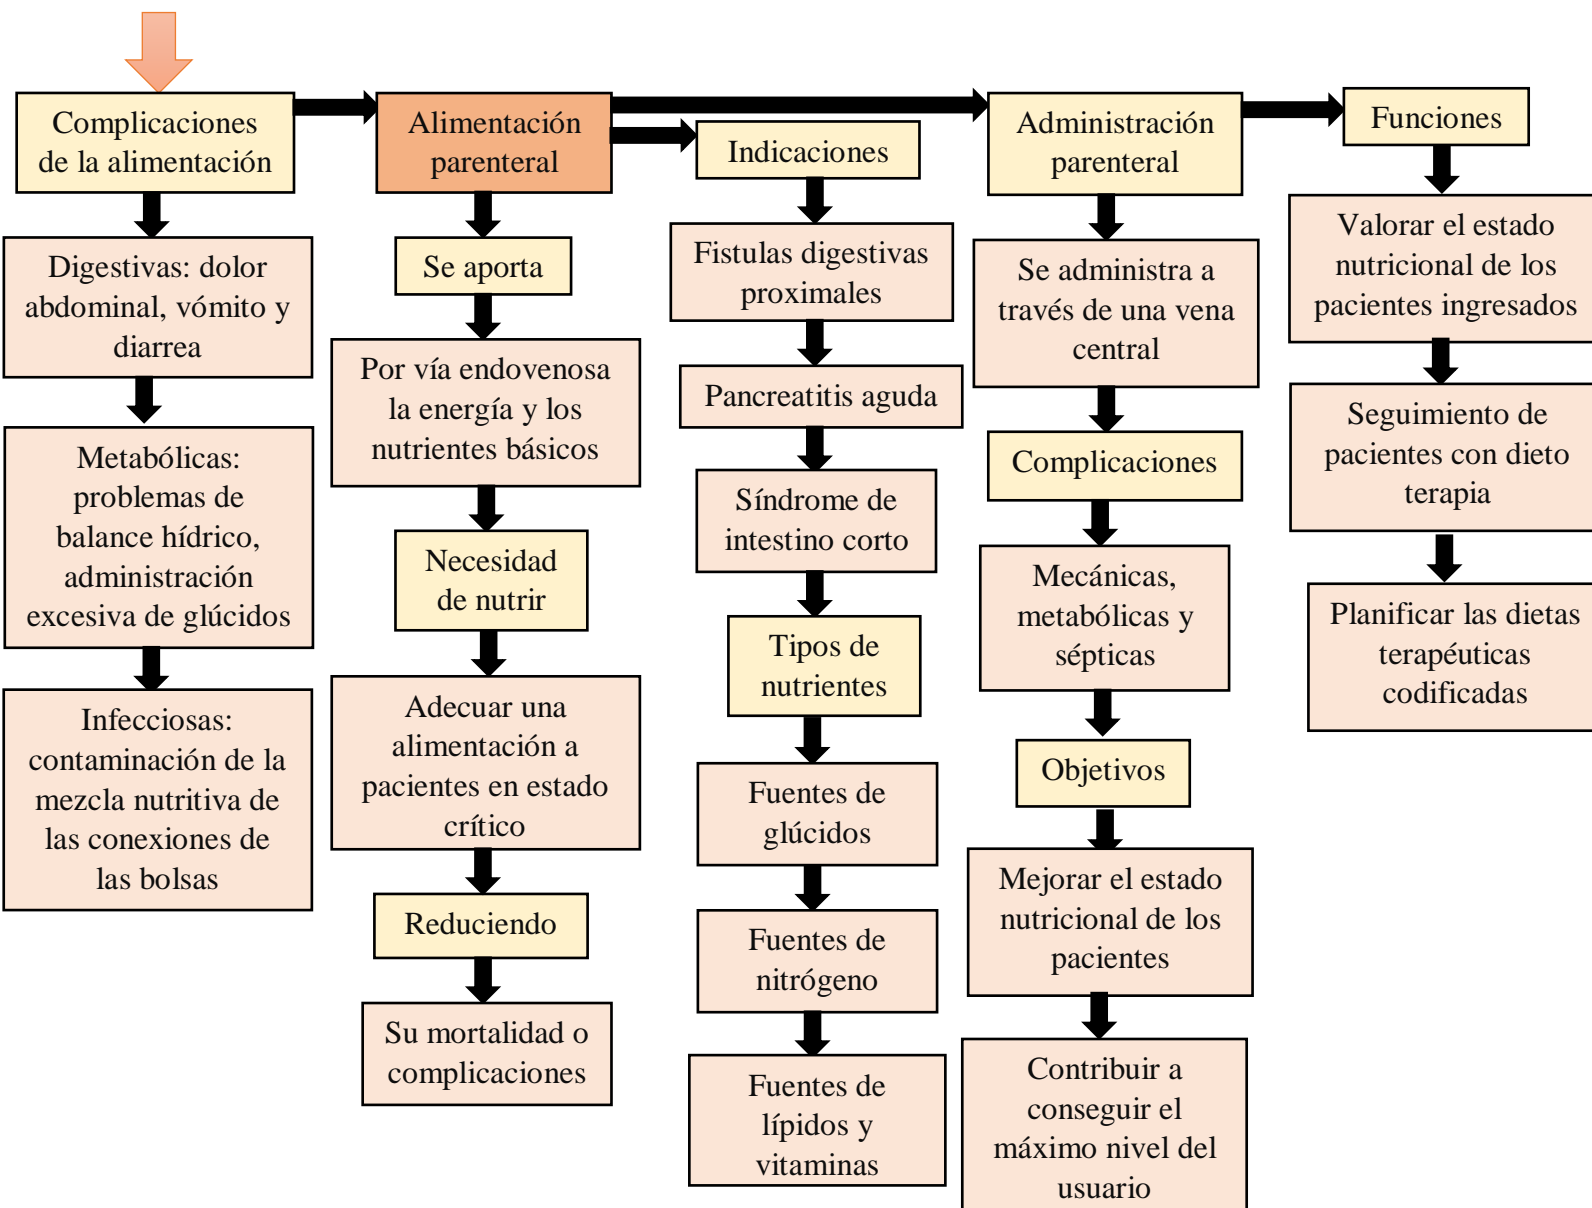 Complicaciones
de la alimentación
Digestivas: dolor
abdominal, vómito y
diarrea
Metabólicas:
problemas de
balance hídrico,
administración
excesiva de glúcidos
Infecciosas:
contaminación de la
mezcla nutritiva de
las conexiones de
las bolsas
Alimentación
parenteral
Se aporta
Por vía endovenosa
la energía y los
nutrientes básicos
Necesidad
de nutrir
Adecuar una
alimentación a
pacientes en estado
crítico
Reduciendo
Su mortalidad o
complicaciones
Indicaciones
Fistulas digestivas
proximales
Pancreatitis aguda
Síndrome de
intestino corto
Tipos de
nutrientes
Fuentes de
glúcidos
Fuentes de
nitrógeno
Fuentes de
lípidos y
vitaminas
Administración
parenteral
Se administra a
través de una vena
central
Complicaciones
Mecánicas,
metabólicas y
sépticas
Objetivos
Mejorar el estado
nutricional de los
pacientes
Contribuir a
conseguir el
máximo nivel del
usuario
Funciones
Valorar el estado
nutricional de los
pacientes ingresados
Seguimiento de
pacientes con dieto
terapia
Planificar las dietas
terapéuticas
codificadas